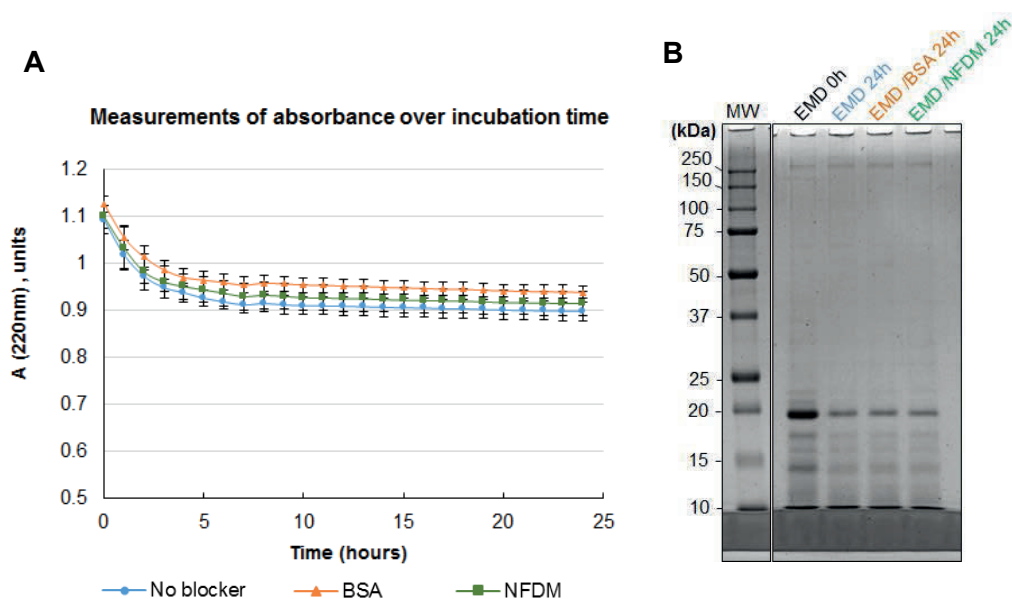 A
Measurements of absorbance over incubation time
A (220nm) , units
1.2
1.1
1
0.9
0.8
0.7
0.6
0.5
0
5
10
15
20
25
Time (hours)
No blocker
BSA
NFDM
B
EMD 0h
EMD 24h
EMD /BSA 24h
EMD /NFDM 24h
MW
(kDa)
250
150
100
75
50
37
25
20
15
10